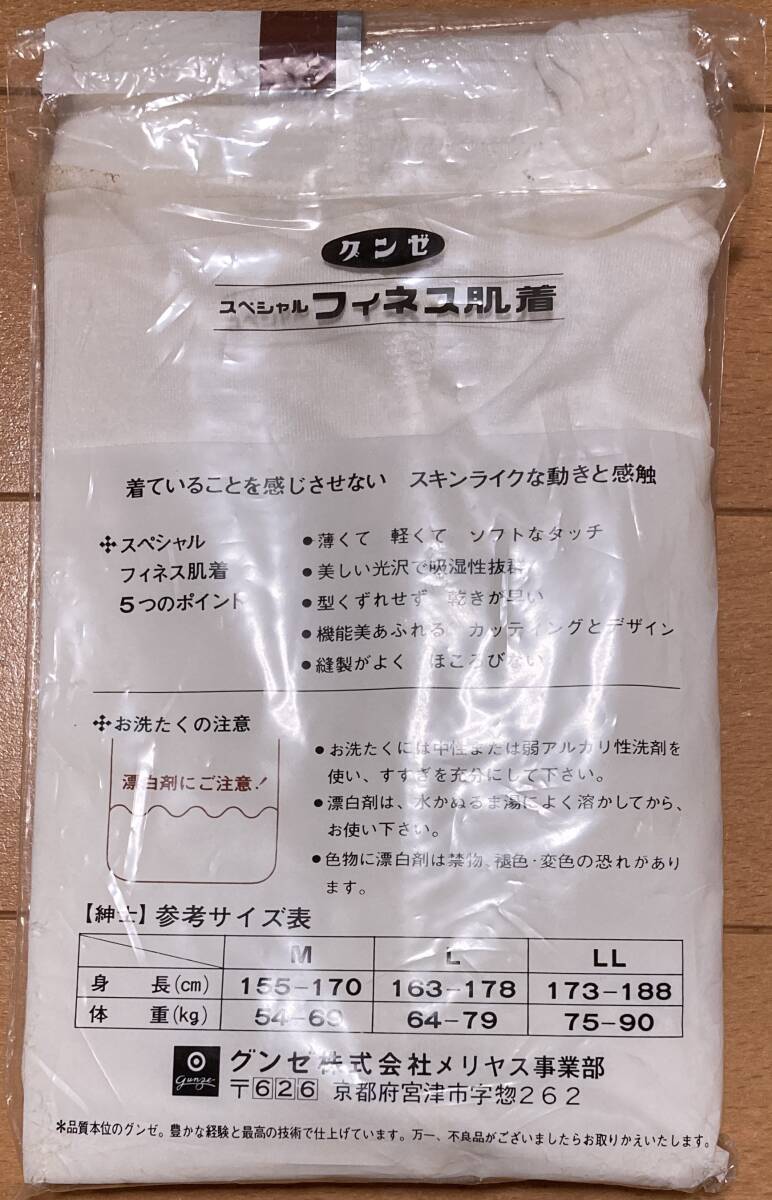 グンゼ
スペシャル フィネス肌着
着ていることを感じさせない スキンライクな動きと感触
スペシャル
フィネス肌着
5つのポイント
●薄くて 軽くて ソフトなタッチ
●美しい光沢で吸湿性抜群
●型くずれせず 乾きが早い
●機能美あふれる カッティングとデザイン
●縫製がよく ほころびない
お洗たくの注意
漂白剤にご注意!
●お洗たくには中性または弱アルカリ性洗剤を
使い、すすぎを充分にして下さい。
●漂白剤は、水かぬるま湯によく溶かしてから、
お使い下さい。
●色物に漂白剤は禁物、褪色・変色の恐れがあり
ます。
【紳士】参考サイズ表
M L LL
身長(cm) 155-170 163-178 173-188
体重(kg) 54-69 64-79 75-90
gunze
グンゼ株式会社メリヤス事業部
〒626 京都府宮津市字惣262
*品質本位のグンゼ。豊かな経験と最高の技術で仕上げています。万一、不良品がございましたらお取りかえいたします。